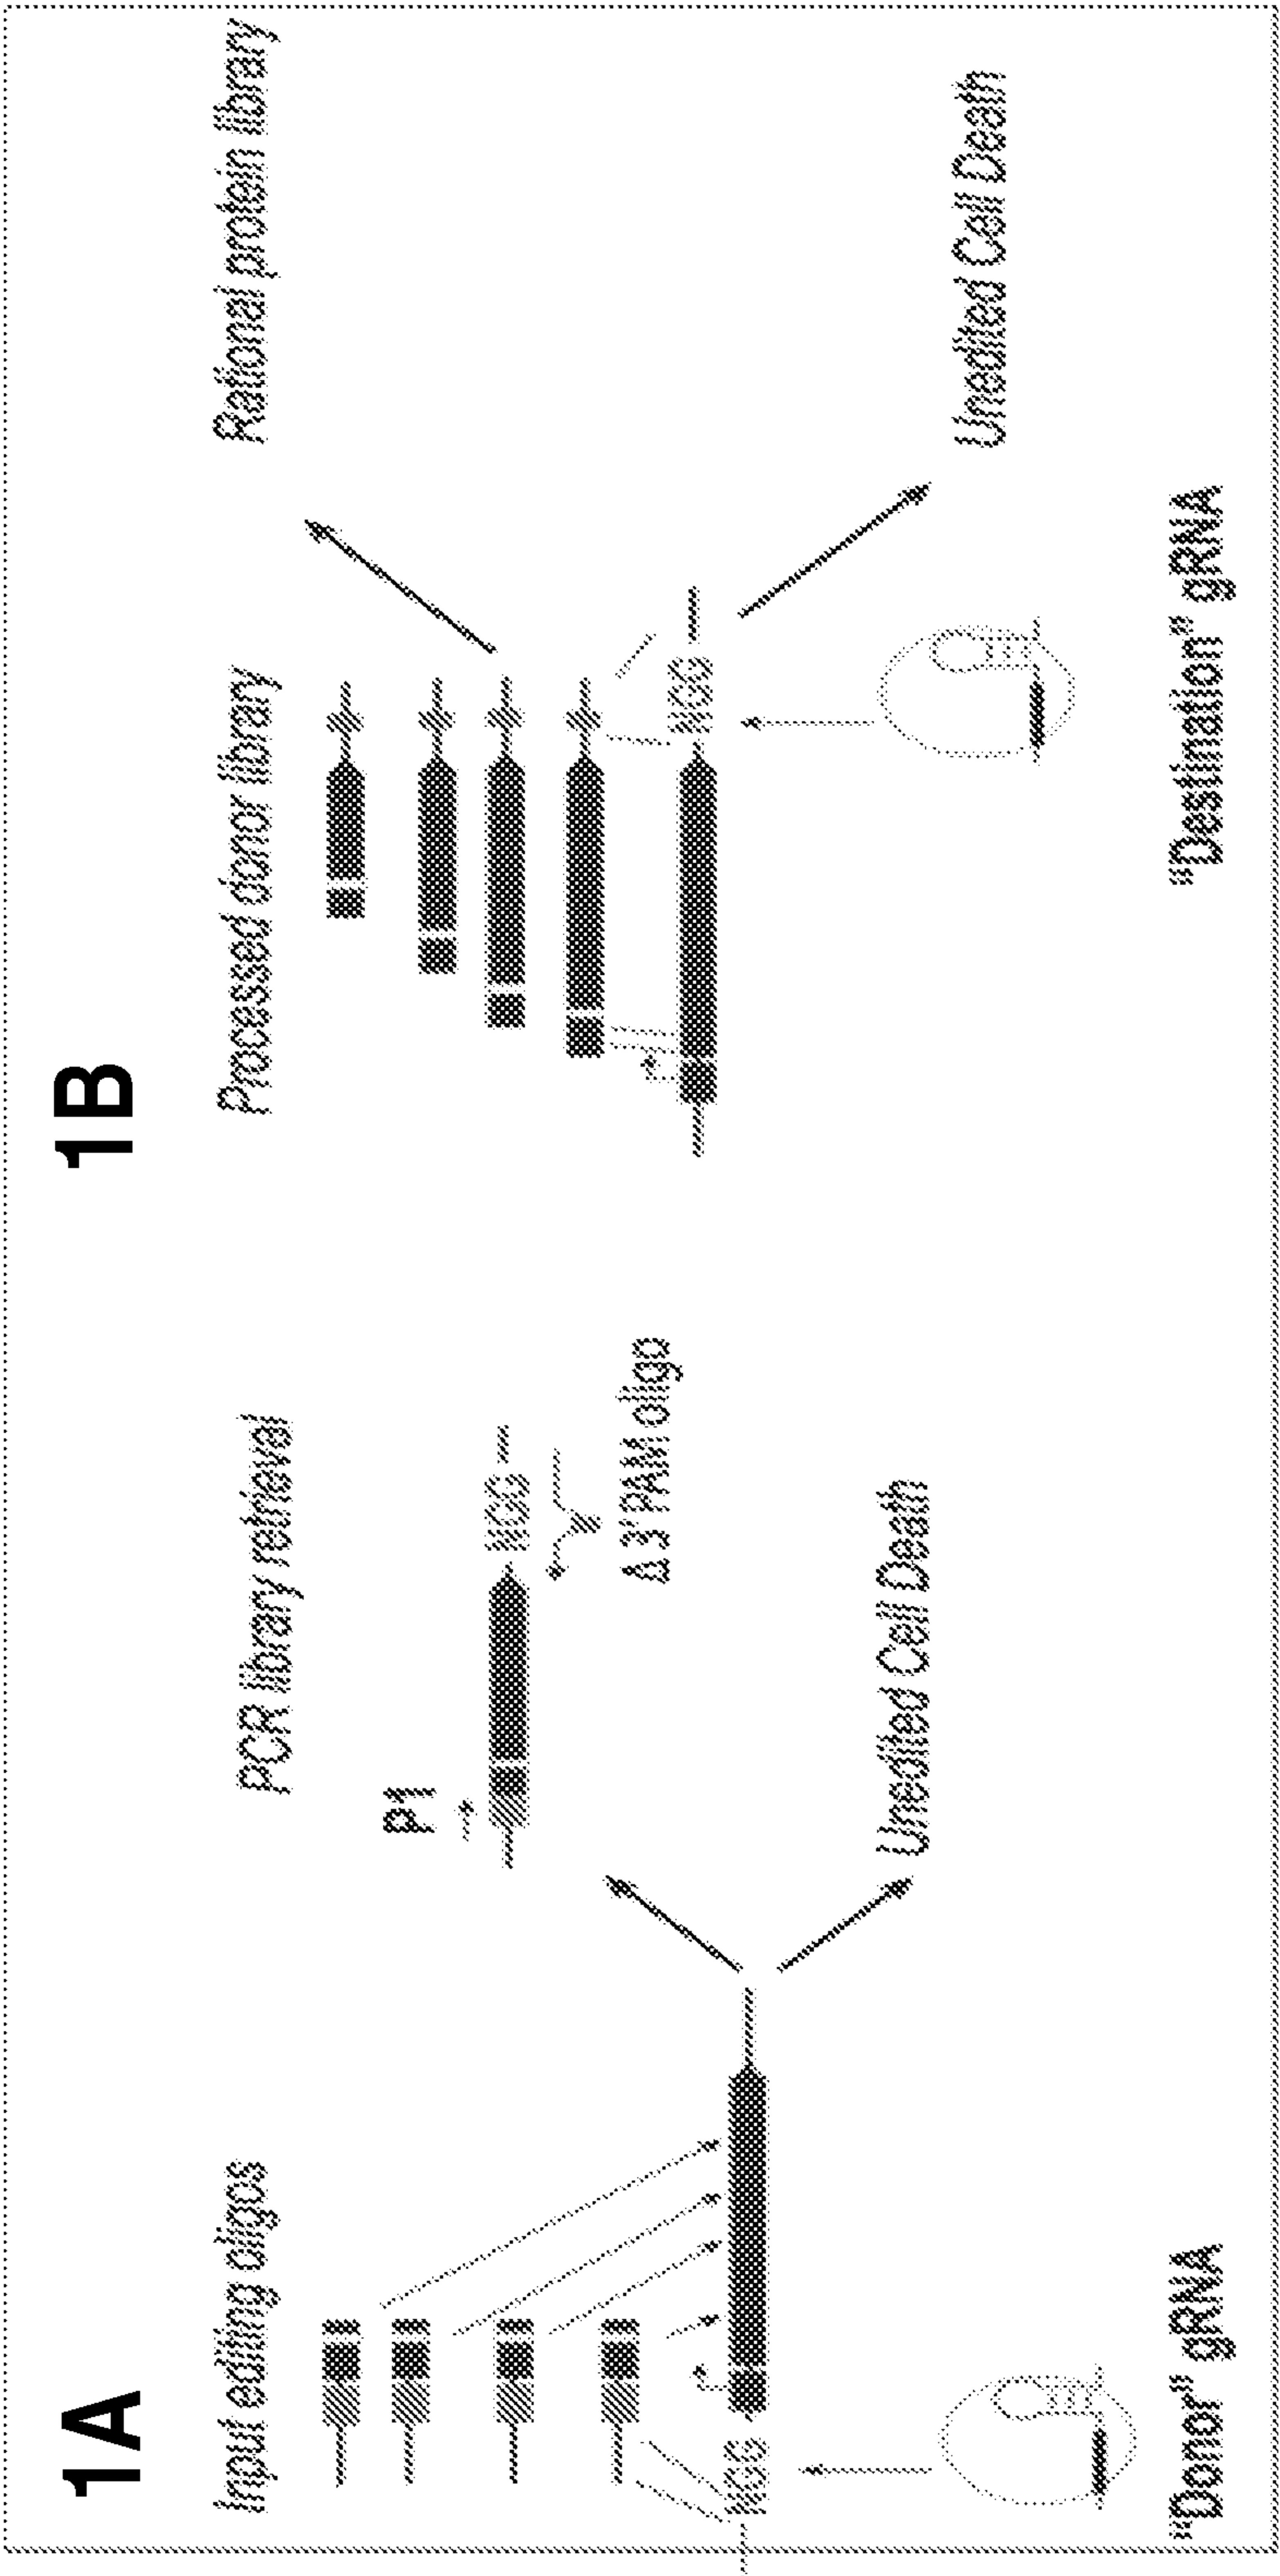 1A
Input editing oligos
NGG
"Donor" gRNA
PCR library retrieval
P1
NGG
Δ 3' PAM oligo
Unedited Cell Death
1B
Processed donor library
NGG
"Destination" gRNA
Rational protein library
Unedited Cell Death